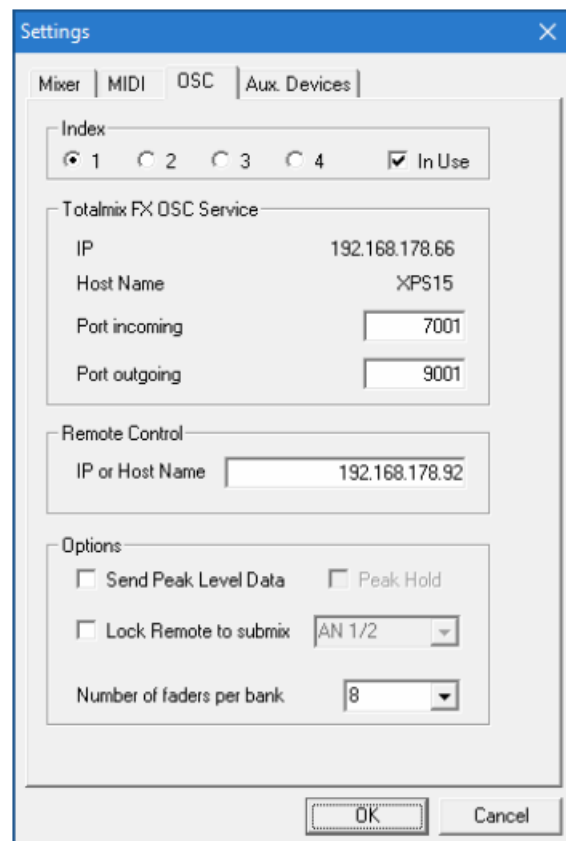 Settings
Mixer MIDI OSC Aux. Devices
Index
1 2 3 4 In Use
Totalmix FX OSC Service
IP 192.168.178.66
Host Name XPS15
Port incoming 7001
Port outgoing 9001
Remote Control
IP or Host Name 192.168.178.92
Options
Send Peak Level Data Peak Hold
Lock Remote to submix AN 1/2
Number of faders per bank 8
OK Cancel